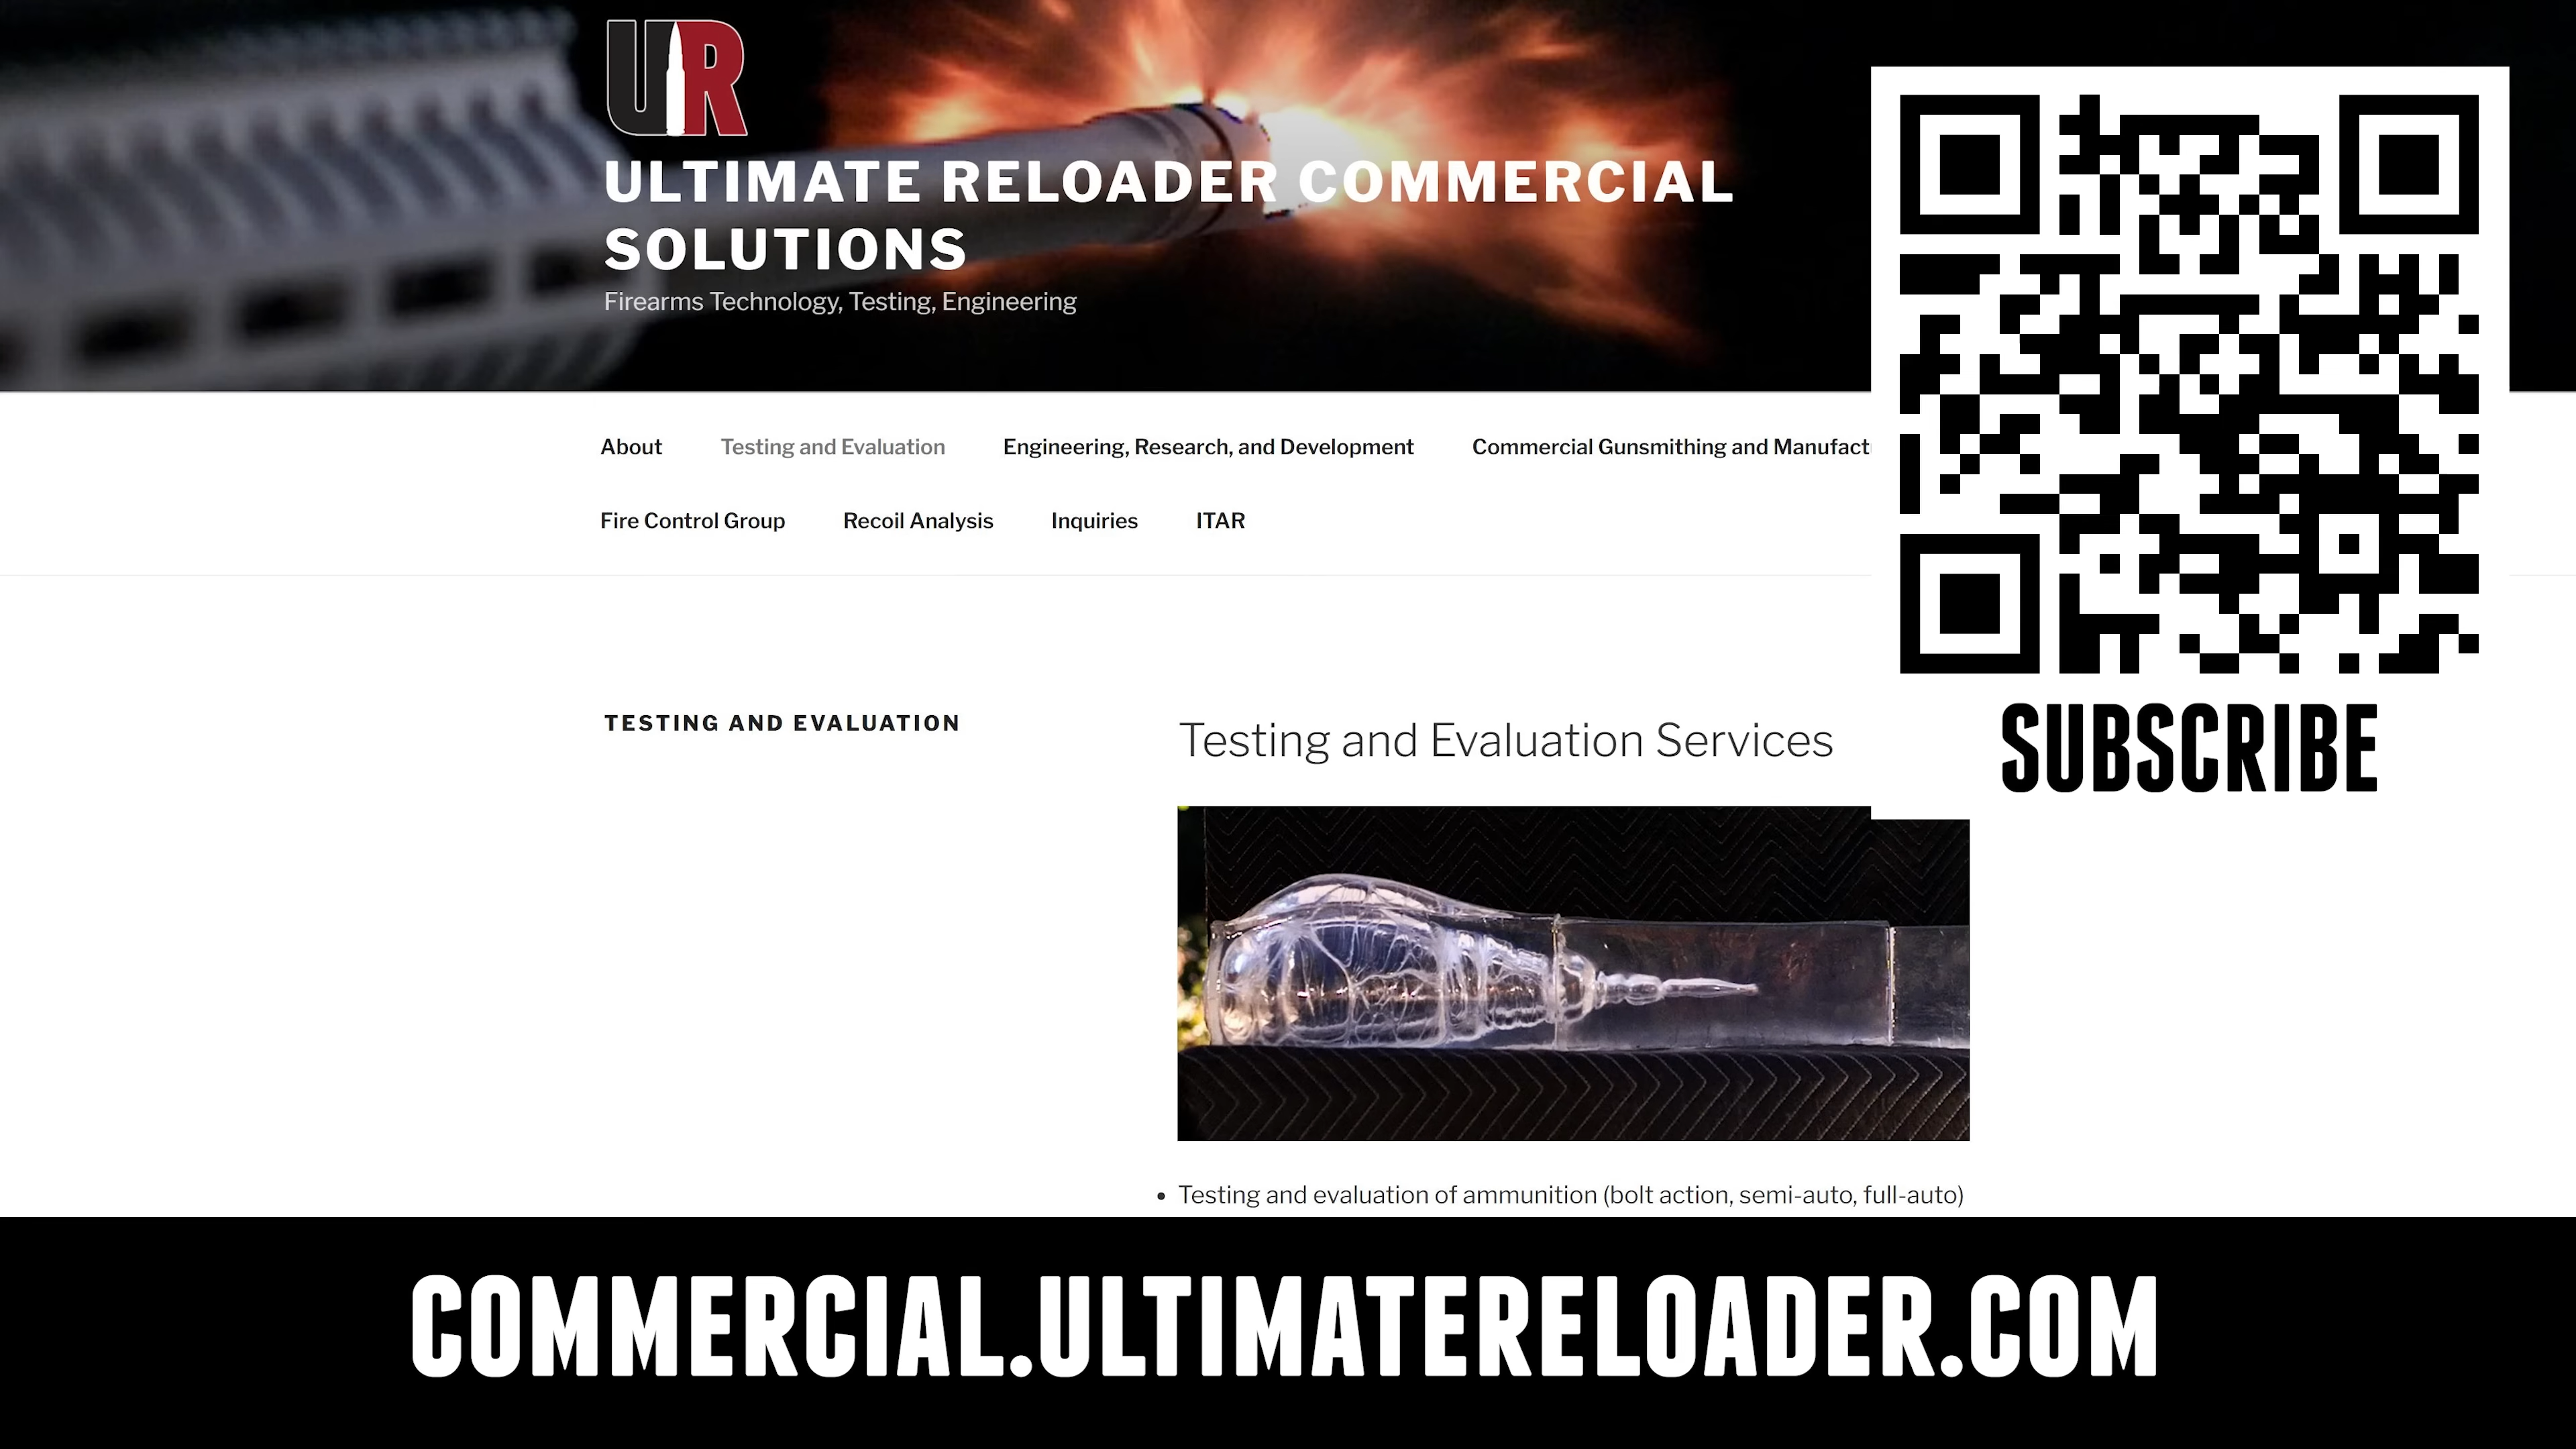 UR
ULTIMATE RELOADER COMMERCIAL
SOLUTIONS
Firearms Technology, Testing, Engineering
About Testing and Evaluation Engineering, Research, and Development Commercial Gunsmithing and Manufact
Fire Control Group Recoil Analysis Inquiries ITAR
SUBSCRIBE
TESTING AND EVALUATION
Testing and Evaluation Services
• Testing and evaluation of ammunition (bolt action, semi-auto, full-auto)
COMMERCIAL.ULTIMATERELOADER.COM